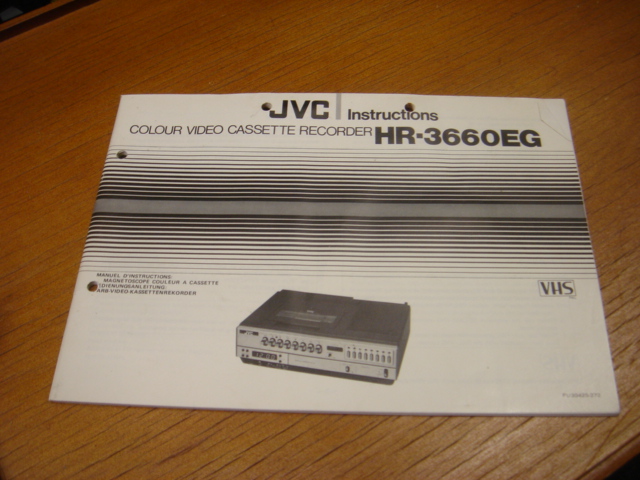 JVC Instructions
COLOUR VIDEO CASSETTE RECORDER HR-3660EG
MANUEL D'INSTRUCTIONS:
MAGNETOSCOPE COULEUR A CASSETTE
BEDIENUNGSANLEITUNG:
FARB-VIDEO-KASSETTENREKORDER
VHS